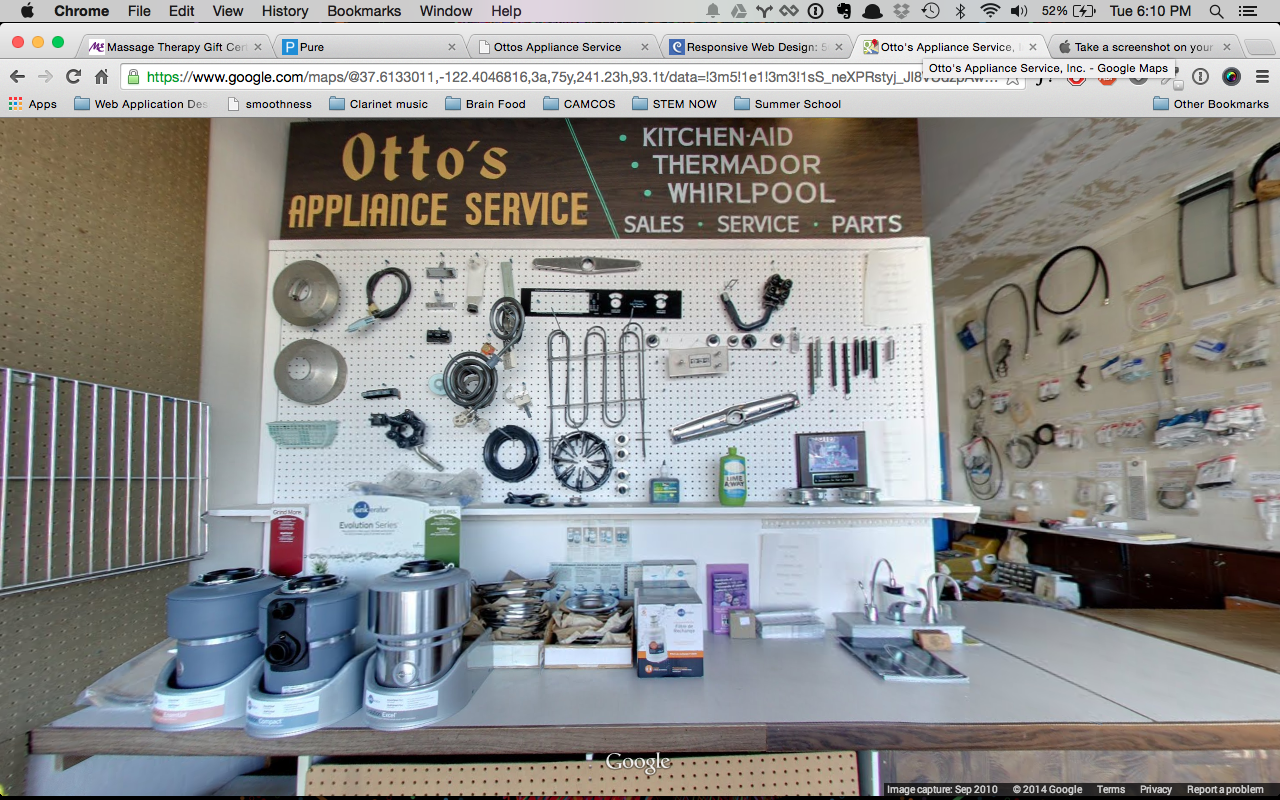 Chrome File Edit View History Bookmarks Window Help 52% Tue 6:10 PM
Massage Therapy Gift Cer
Pure
Ottos Appliance Service
Responsive Web Design: 5
Otto's Appliance Service,
Take a screenshot on your
https://www.google.com/maps/@37.6133011,-122.4046816,3a,75y,241.23h,93.1t/data=!3m5!1e1!3m3!1sS_neXPRstyj_JI8
Otto's Appliance Service, Inc. - Google Maps
Apps Web Application Des smoothness Clarinet music Brain Food CAMCOS STEM NOW Summer School Other Bookmarks
Otto's
APPLIANCE SERVICE
• KITCHEN-AID
• THERMADOR
• WHIRLPOOL
SALES • SERVICE • PARTS
LIME A-WAY
Grind More.
insinkerator
Evolution Series
Hear Less.
Essential
Compact
Excel
Google
Image capture: Sep 2010 © 2014 Google Terms Privacy Report a problem